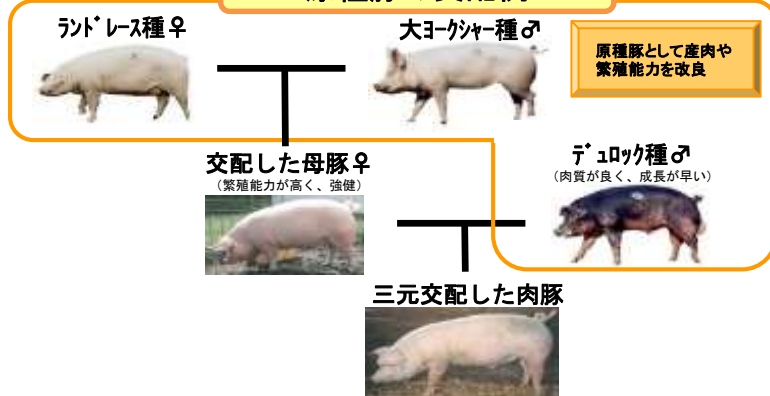 ランドレース種♀
大ヨークシャー種♂
原種豚として産肉や
繁殖能力を改良
交配した母豚♀
(繁殖能力が高く、強健)
デュロック種♂
(肉質が良く、成長が早い)
三元交配した肉豚